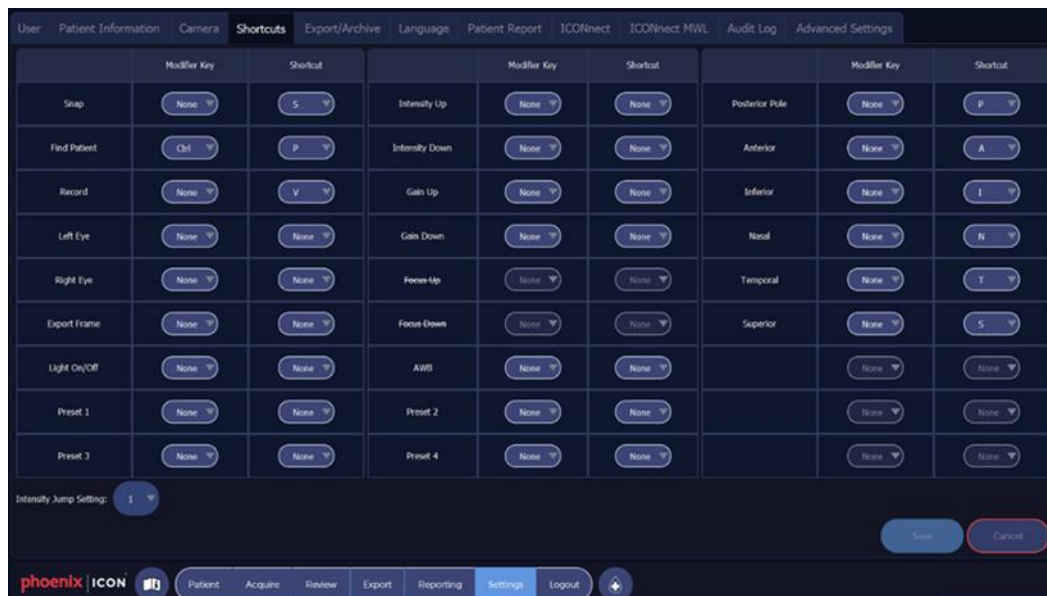 User Patient Information Camera Shortcuts Export/Archive Language Patient Report ICONnect ICONnect MWL Audit Log Advanced Settings
Modifier Key Shortcut Modifier Key Shortcut Modifier Key Shortcut
Snap None S Intensity Up None None Posterior Pole None P
Find Patient Ctrl P Intensity Down None None Anterior None A
Record None V Gain Up None None Inferior None I
Left Eye None None Gain Down None None Nasal None N
Right Eye None None Focus Up None None Temporal None T
Export Frame None None Focus Down None None Superior None S
Light On/Off None None AWB None None None None
Preset 1 None None Preset 2 None None None None
Preset 3 None None Preset 4 None None None None
Intensity Jump Setting: 1
Save Cancel
phoenix ICON Patient Acquire Review Export Reporting Settings Logout